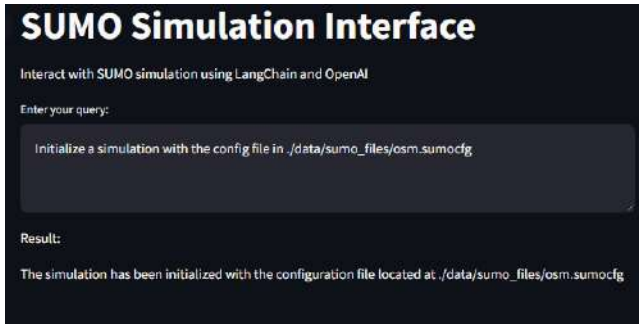 SUMO Simulation Interface
Interact with SUMO simulation using LangChain and OpenAI
Enter your query:
Initialize a simulation with the config file in ./data/sumo_files/osm.sumocfg
Result:
The simulation has been initialized with the configuration file located at ./data/sumo_files/osm.sumocfg